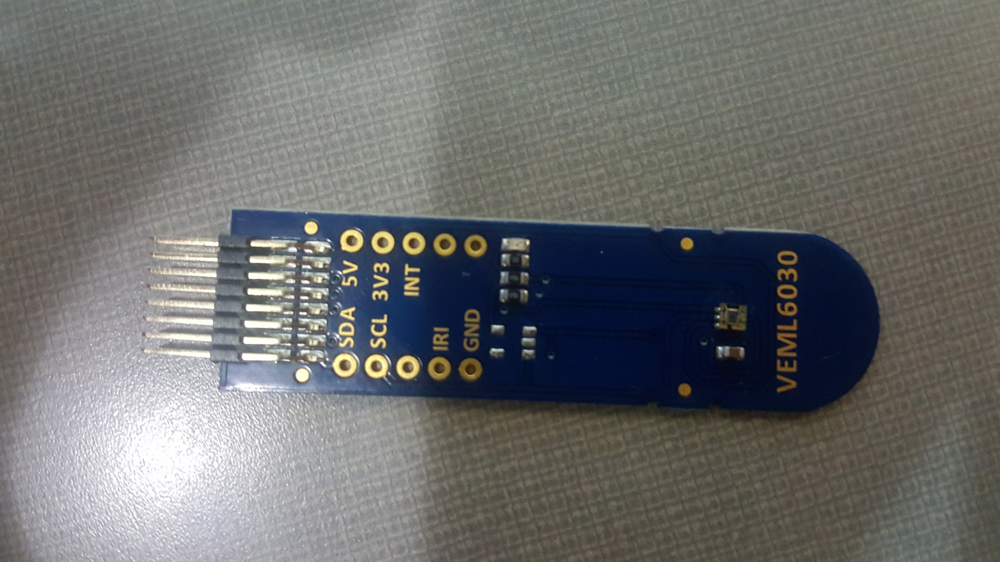 SDA 5V
SCL 3V3
INT
IRI
GND
VEML6030